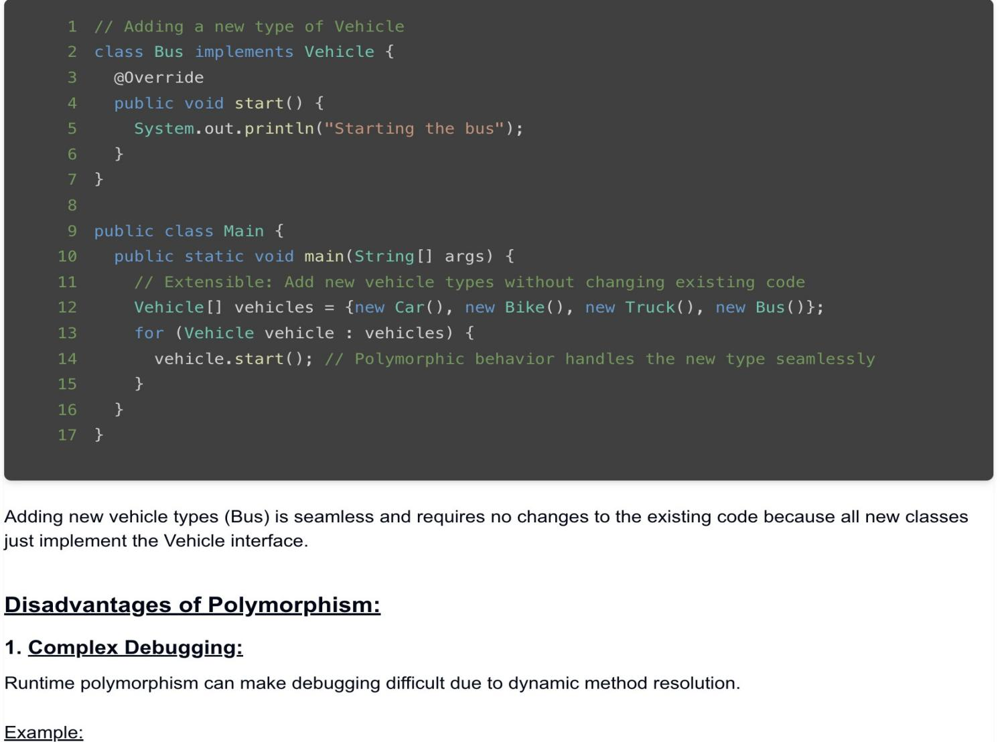 1 // Adding a new type of Vehicle
2 class Bus implements Vehicle {
3   @Override
4   public void start() {
5     System.out.println("Starting the bus");
6   }
7 }
8
9 public class Main {
10   public static void main(String[] args) {
11     // Extensible: Add new vehicle types without changing existing code
12     Vehicle[] vehicles = {new Car(), new Bike(), new Truck(), new Bus()};
13     for (Vehicle vehicle : vehicles) {
14       vehicle.start(); // Polymorphic behavior handles the new type seamlessly
15     }
16   }
17 }
Adding new vehicle types (Bus) is seamless and requires no changes to the existing code because all new classes
just implement the Vehicle interface.
Disadvantages of Polymorphism:
1. Complex Debugging:
Runtime polymorphism can make debugging difficult due to dynamic method resolution.
Example: